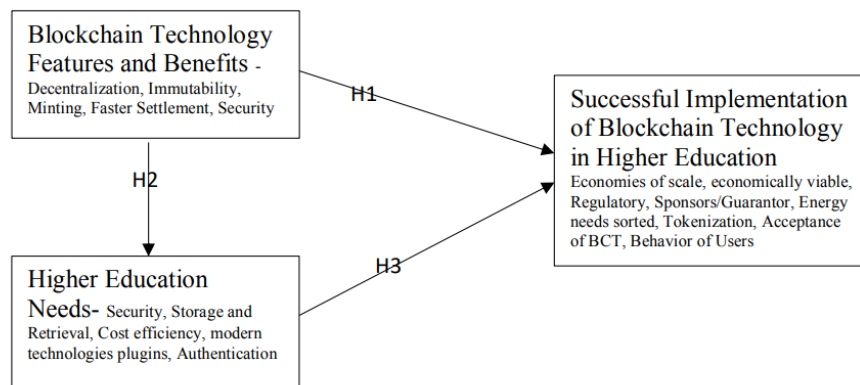 Blockchain Technology
Features and Benefits -
Decentralization, Immutability,
Minting, Faster Settlement, Security
H1
Successful Implementation
of Blockchain Technology
in Higher Education
Economies of scale, economically viable,
Regulatory, Sponsors/Guarantor, Energy
needs sorted, Tokenization, Acceptance
of BCT, Behavior of Users
H2
Higher Education
Needs- Security, Storage and
Retrieval, Cost efficiency, modern
technologies plugins, Authentication
H3